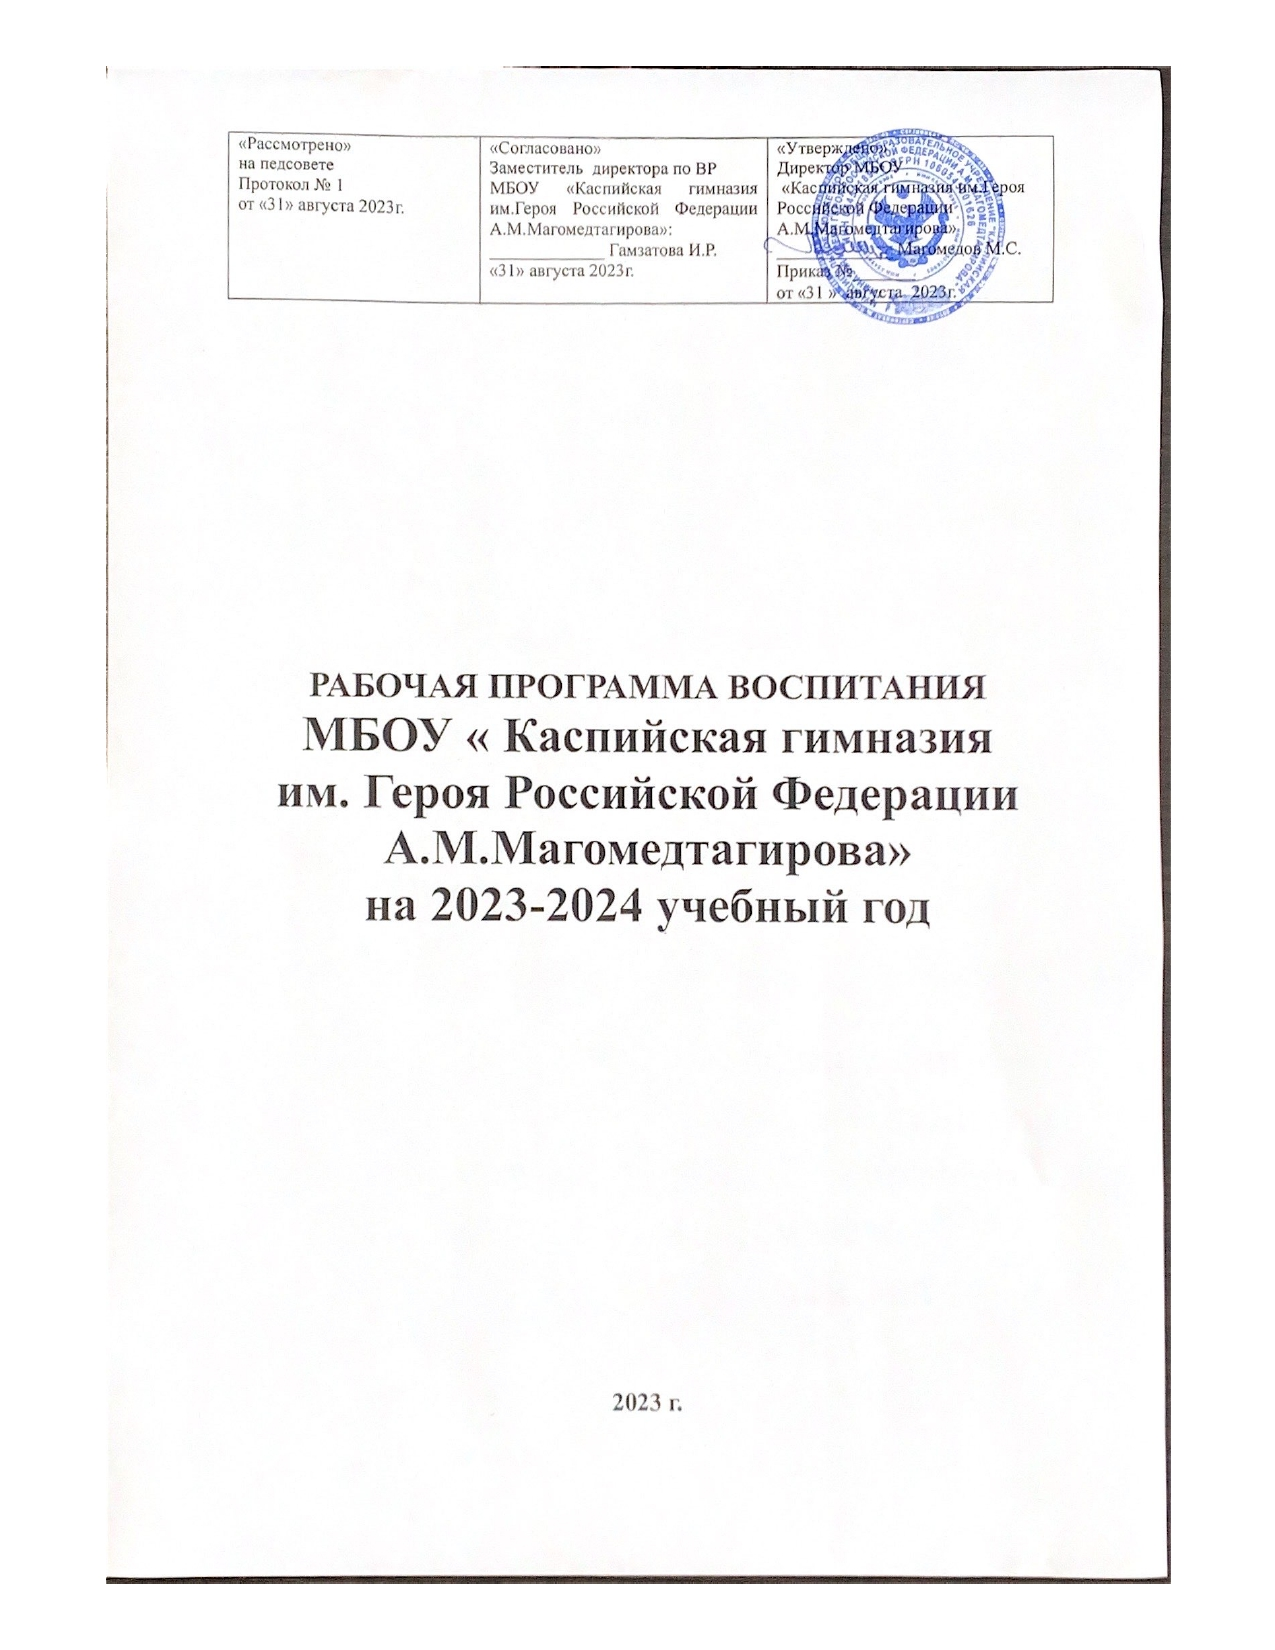 «Рассмотрено»
на педсовете
Протокол № 1
от «31» августа 2023г.
«Согласовано»
Заместитель директора по ВР
МБОУ «Каспийская гимназия
им.Героя Российской Федерации
А.М.Магомедтагирова»:
_____________ Гамзатова И.Р.
«31» августа 2023г.
«Утверждено»
Директор МБОУ
«Каспийская гимназия им.Героя
Российской Федерации
А.М.Магомедтагирова»
_____________ Магомедов М.С.
Приказ №
от «31 » августа 2023г.
РАБОЧАЯ ПРОГРАММА ВОСПИТАНИЯ
МБОУ « Каспийская гимназия
им. Героя Российской Федерации
А.М.Магомедтагирова»
на 2023-2024 учебный год
2023 г.